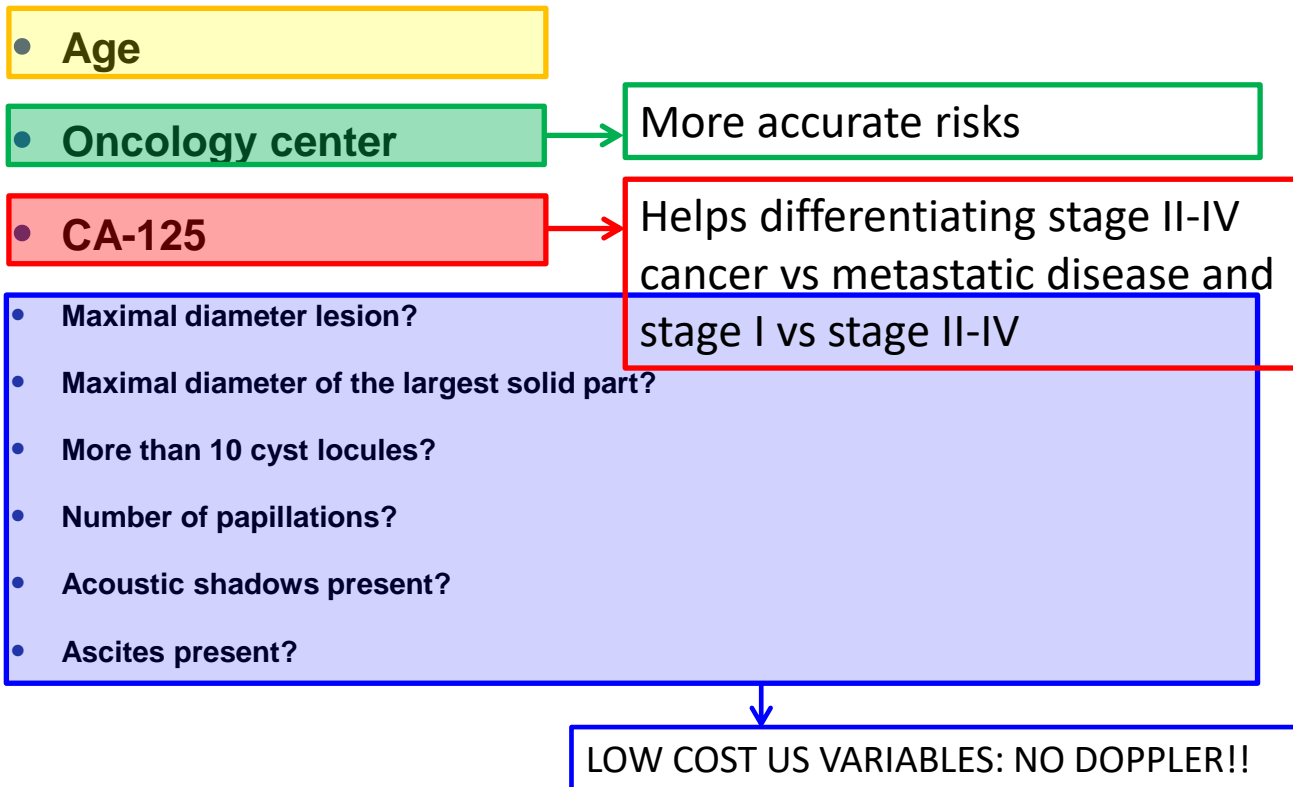 • Age
• Oncology center
More accurate risks
• CA-125
Helps differentiating stage II-IV
cancer vs metastatic disease and
stage I vs stage II-IV
• Maximal diameter lesion?
• Maximal diameter of the largest solid part?
• More than 10 cyst locules?
• Number of papillations?
• Acoustic shadows present?
• Ascites present?
LOW COST US VARIABLES: NO DOPPLER!!